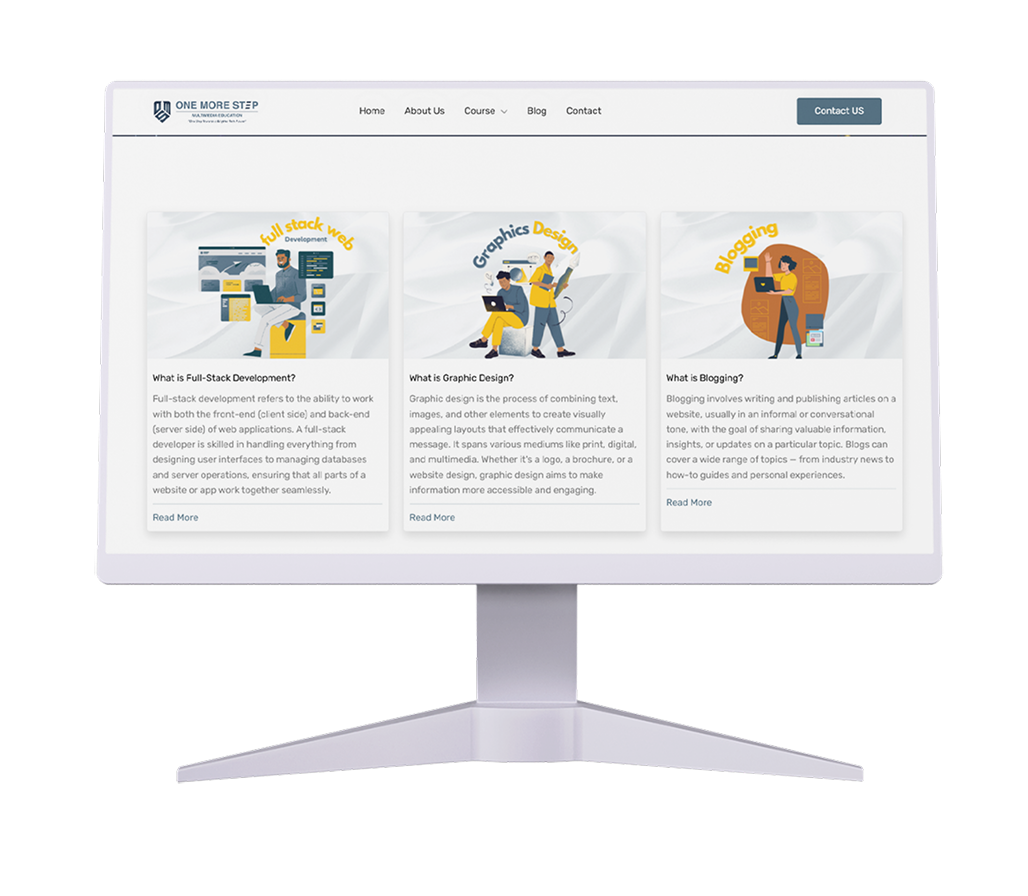 ONE MORE STEP
MULTIMEDIA EDUCATION
Home About Us Course Blog Contact
Contact US
full stack web
Development
What is Full-Stack Development?
Full-stack development refers to the ability to work
with both the front-end (client side) and back-end
(server side) of web applications. A full-stack
developer is skilled in handling everything from
designing user interfaces to managing databases
and server operations, ensuring that all parts of a
website or app work together seamlessly.
Read More
Graphics Design
What is Graphic Design?
Graphic design is the process of combining text,
images, and other elements to create visually
appealing layouts that effectively communicate a
message. It spans various mediums like print, digital,
and multimedia. Whether it's a logo, a brochure, or a
website design, graphic design aims to make
information more accessible and engaging.
Read More
Blogging
What is Blogging?
Blogging involves writing and publishing articles on a
website, usually in an informal or conversational
tone, with the goal of sharing valuable information,
insights, or updates on a particular topic. Blogs can
cover a wide range of topics — from industry news to
how-to guides and personal experiences.
Read More